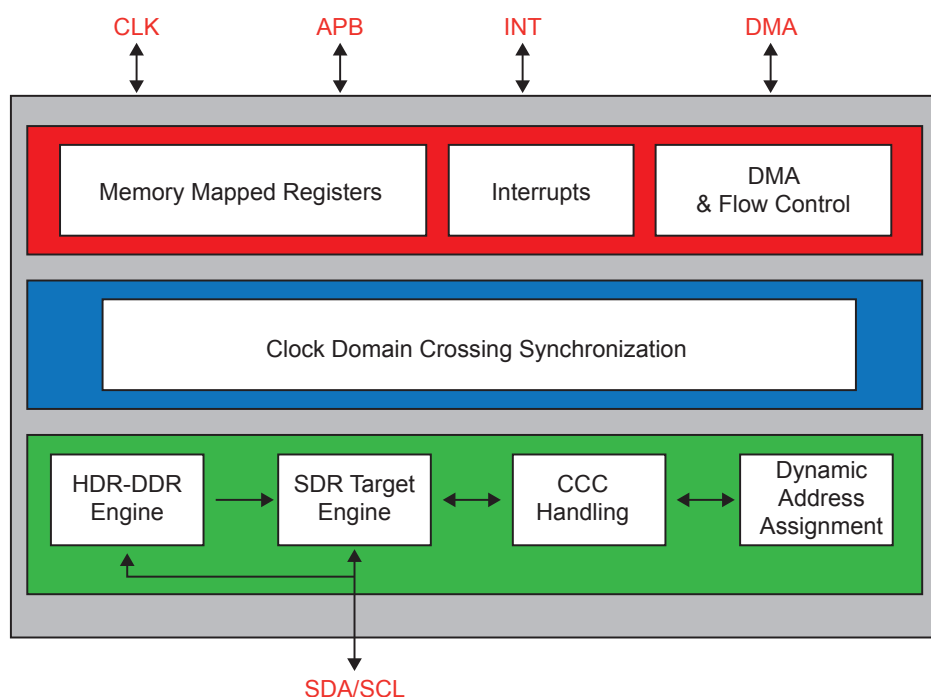 CLK
APB
INT
DMA
Memory Mapped Registers
Interrupts
DMA
& Flow Control
Clock Domain Crossing Synchronization
HDR-DDR
Engine
SDR Target
Engine
CCC
Handling
Dynamic
Address
Assignment
SDA/SCL